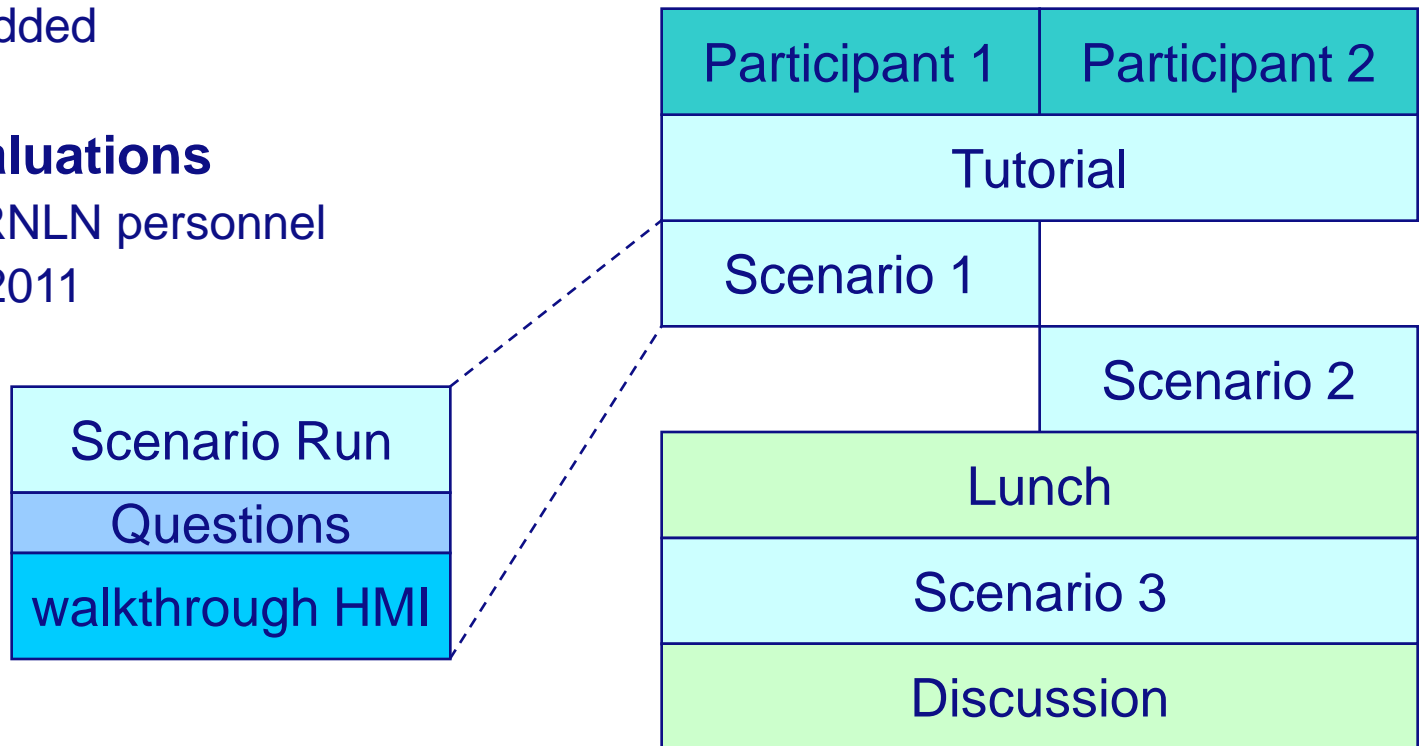 dded
aluations
RNLN personnel
2011
Scenario Run
Questions
walkthrough HMI
Participant 1 Participant 2
Tutorial
Scenario 1
Scenario 2
Lunch
Scenario 3
Discussion